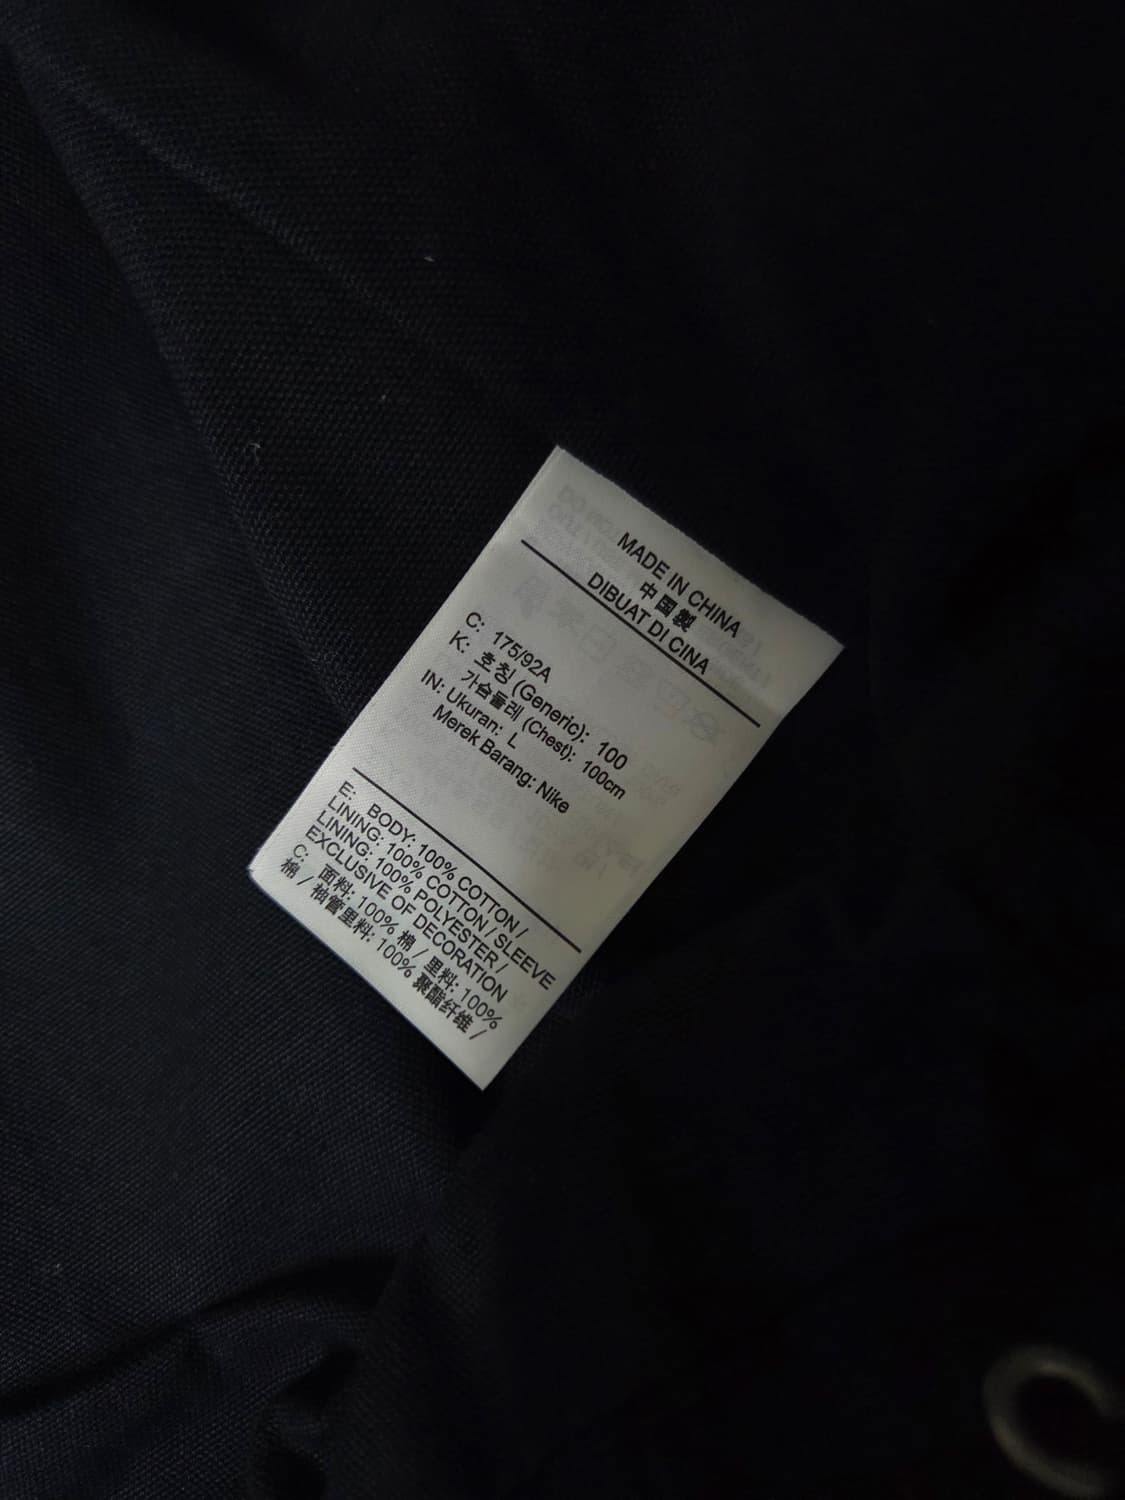 MADE IN CHINA
中国製
DIBUAT DI CINA
C: 175/92A
K: 호칭 (Generic): 100
가슴둘레 (Chest): 100cm
IN: Ukuran: L
Merek Barang: Nike
E: BODY: 100% COTTON /
LINING: 100% COTTON / SLEEVE
LINING: 100% POLYESTER /
EXCLUSIVE OF DECORATION
C: 面料: 100% 棉 / 里料: 100%
棉 / 袖管里料: 100% 聚酯纤维 /